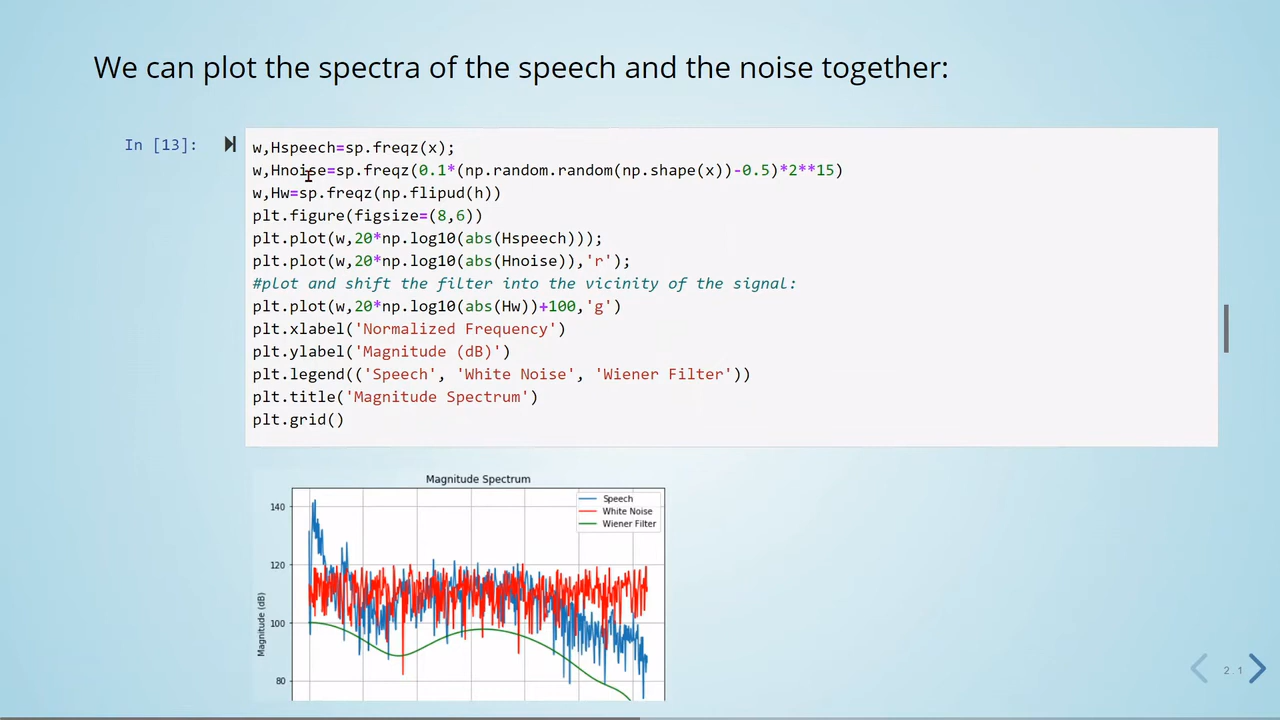 We can plot the spectra of the speech and the noise together:
In [13]:
w,Hspeech=sp.freqz(x);
w,Hnoise=sp.freqz(0.1*(np.random.random(np.shape(x))-0.5)*2**15)
w,Hw=sp.freqz(np.flipud(h))
plt.figure(figsize=(8,6))
plt.plot(w,20*np.log10(abs(Hspeech)));
plt.plot(w,20*np.log10(abs(Hnoise)),'r');
#plot and shift the filter into the vicinity of the signal:
plt.plot(w,20*np.log10(abs(Hw))+100,'g')
plt.xlabel('Normalized Frequency')
plt.ylabel('Magnitude (dB)')
plt.legend(('Speech', 'White Noise', 'Wiener Filter'))
plt.title('Magnitude Spectrum')
plt.grid()
Magnitude Spectrum
Speech
White Noise
Wiener Filter
140
120
100
80
Magnitude (dB)
2.1